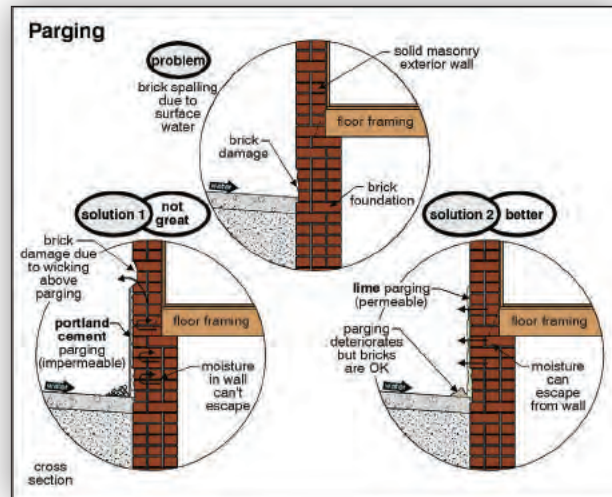 Parging
problem
brick spalling
due to
surface
water
solid masonry
exterior wall
floor framing
brick
damage
water
brick
foundation
solution 1
not
great
brick
damage due
to wicking
above
parging
portland
cement
parging
(impermeable)
floor framing
moisture
in wall
can't
escape
water
cross
section
solution 2
better
lime parging
(permeable)
floor framing
parging
deteriorates
but bricks
are OK
moisture
can
escape
from wall
water